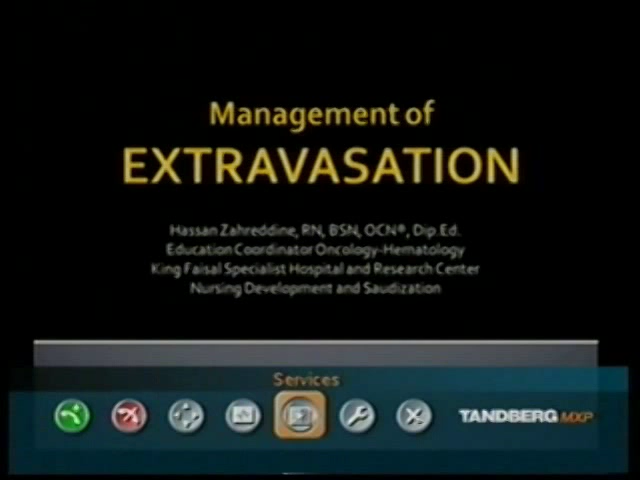 Management of
EXTRAVASATION
Hassan Zahreddine, RN, BSN, OCN®, Dip.Ed.
Education Coordinator Oncology-Hematology
King Faisal Specialist Hospital and Research Center
Nursing Development and Saudization
Services
TANDBERG MXP